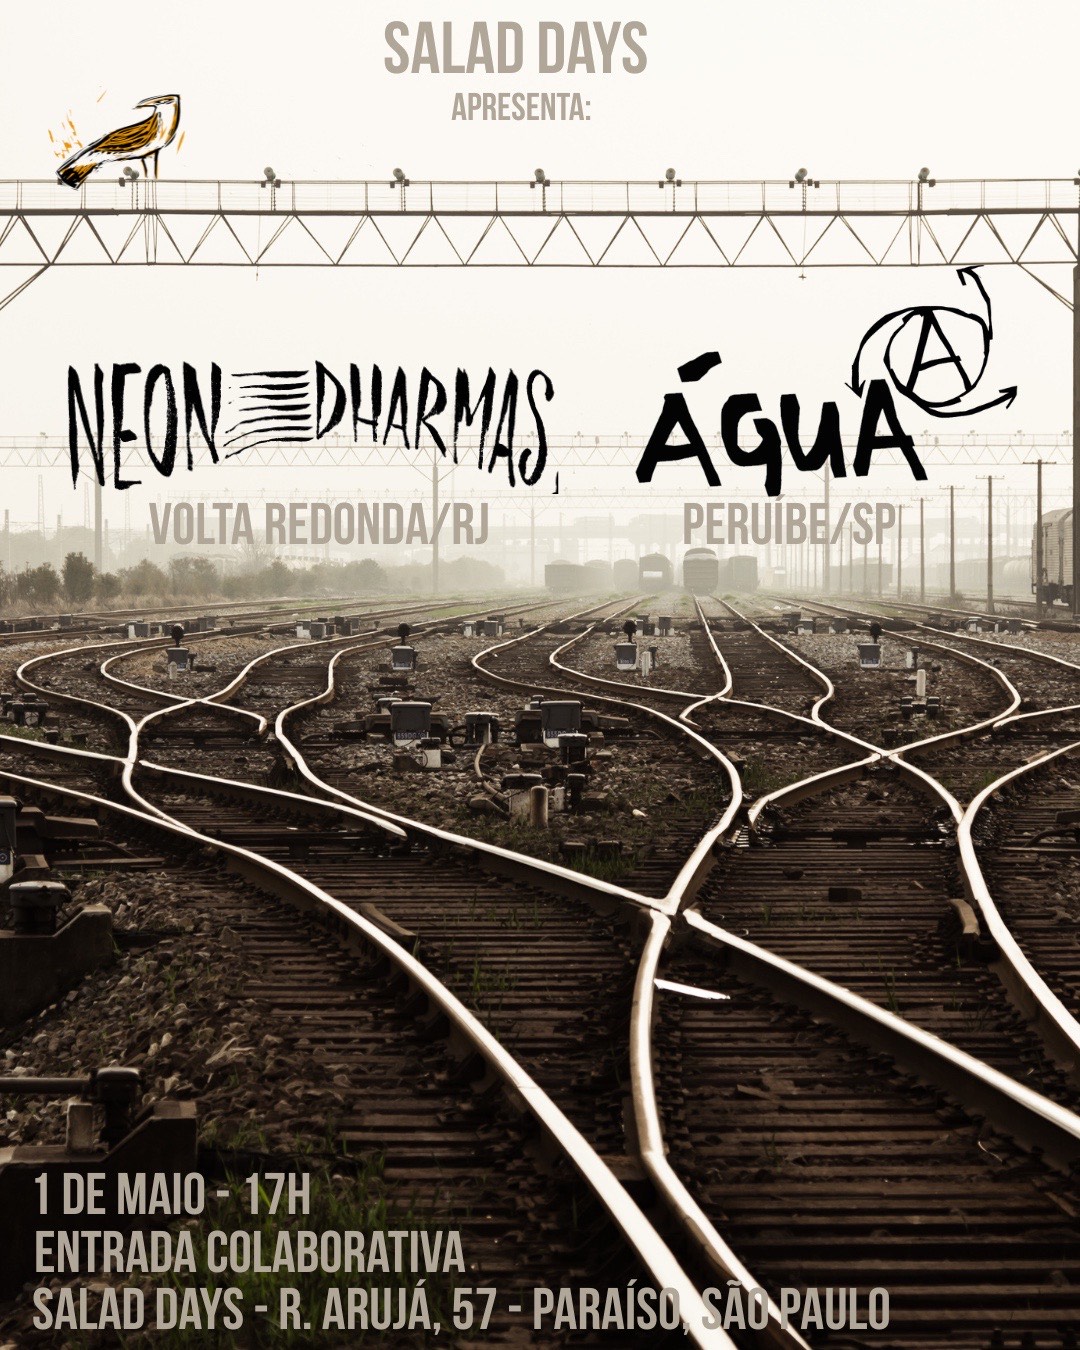 SALAD DAYS
APRESENTA:
NEON DHARMAS,
ÁGUA
A
VOLTA REDONDA/RJ
PERUÍBE/SP
1 DE MAIO - 17H
ENTRADA COLABORATIVA
SALAD DAYS - R. ARUJÁ, 57 - PARAÍSO, SÃO PAULO